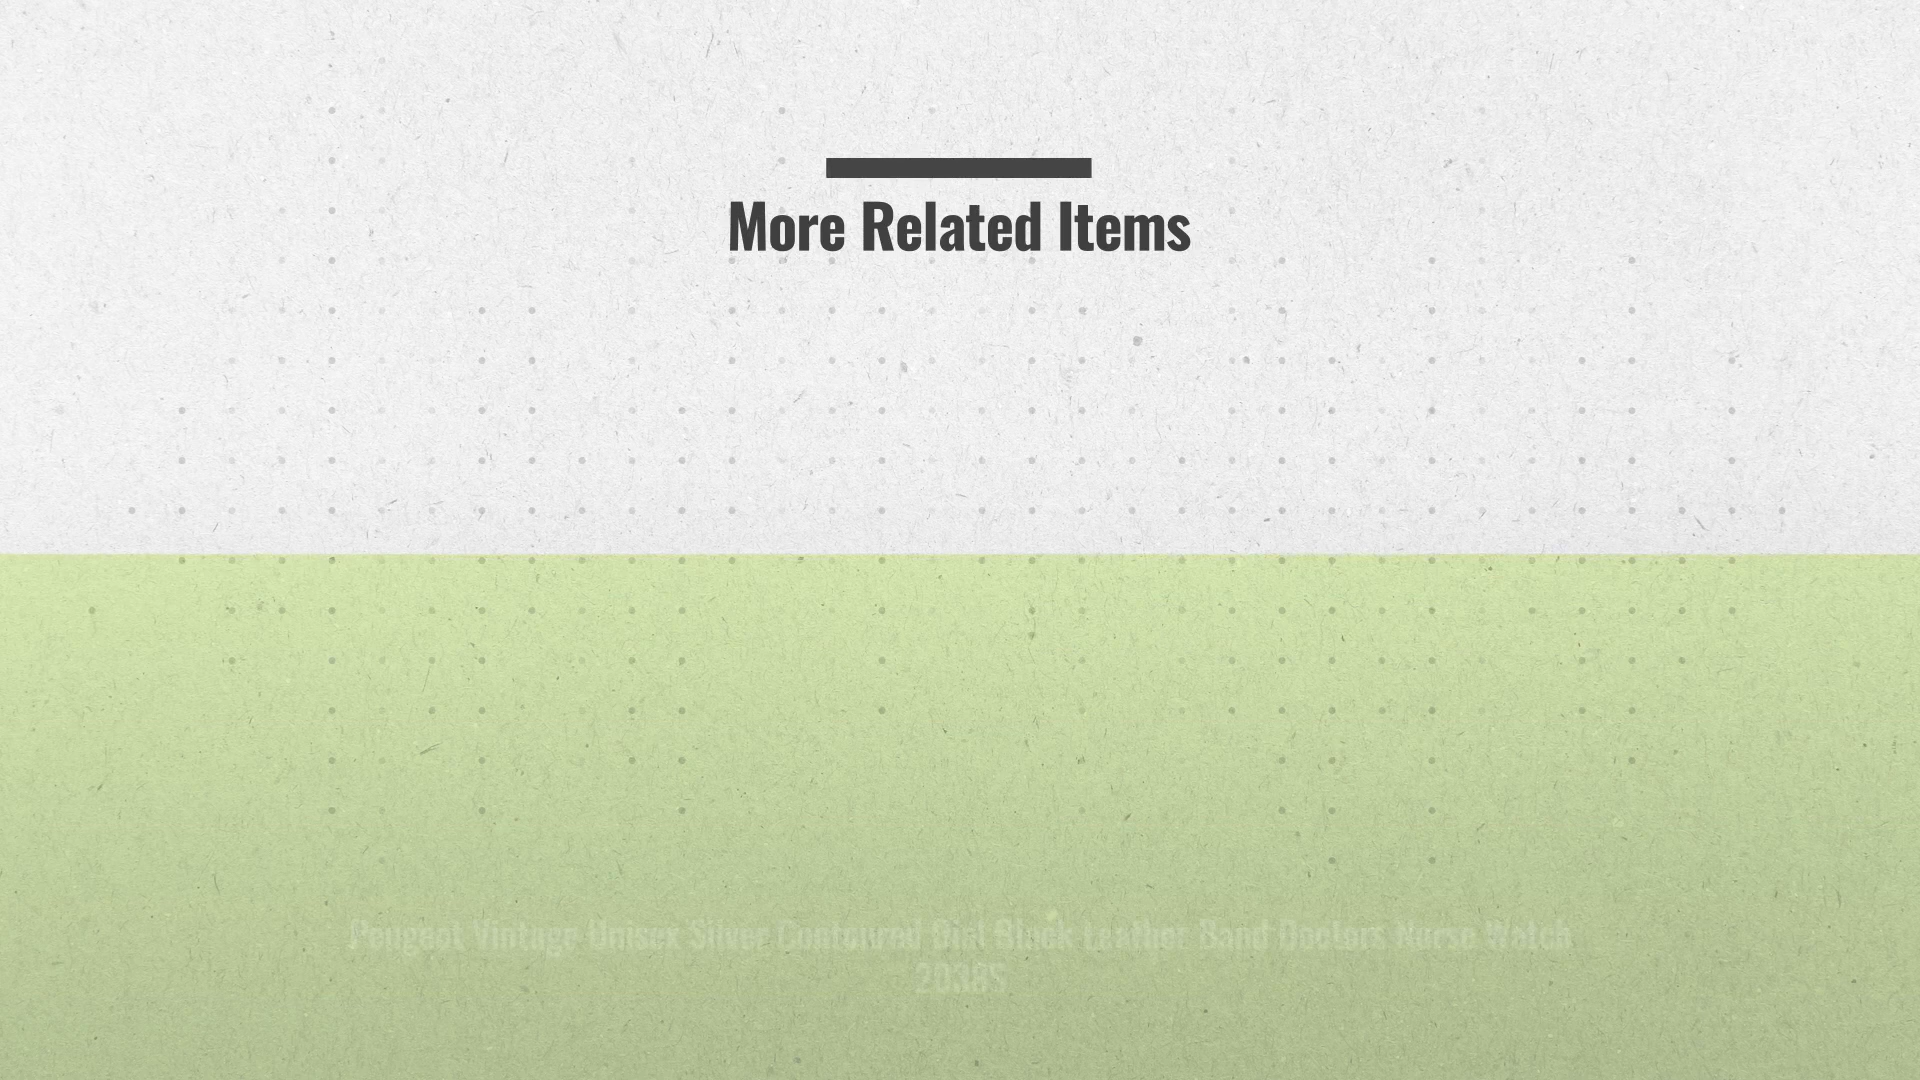 More Related Items
Peugeot Vintage Unisex Silver Contoured Dial Black Leather Band Doctors Nurse Watch
2038S